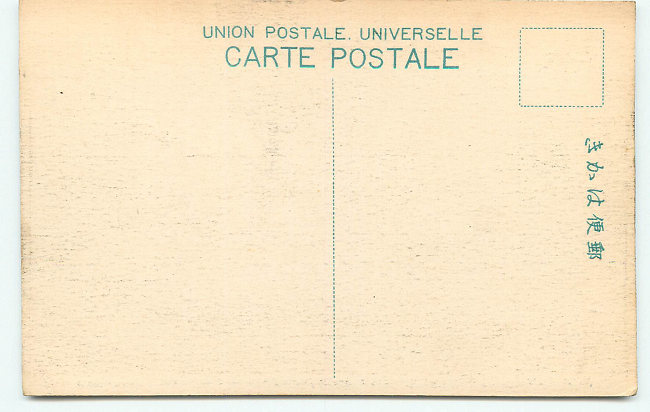 UNION POSTALE. UNIVERSELLE
CARTE POSTALE
きかは便郵